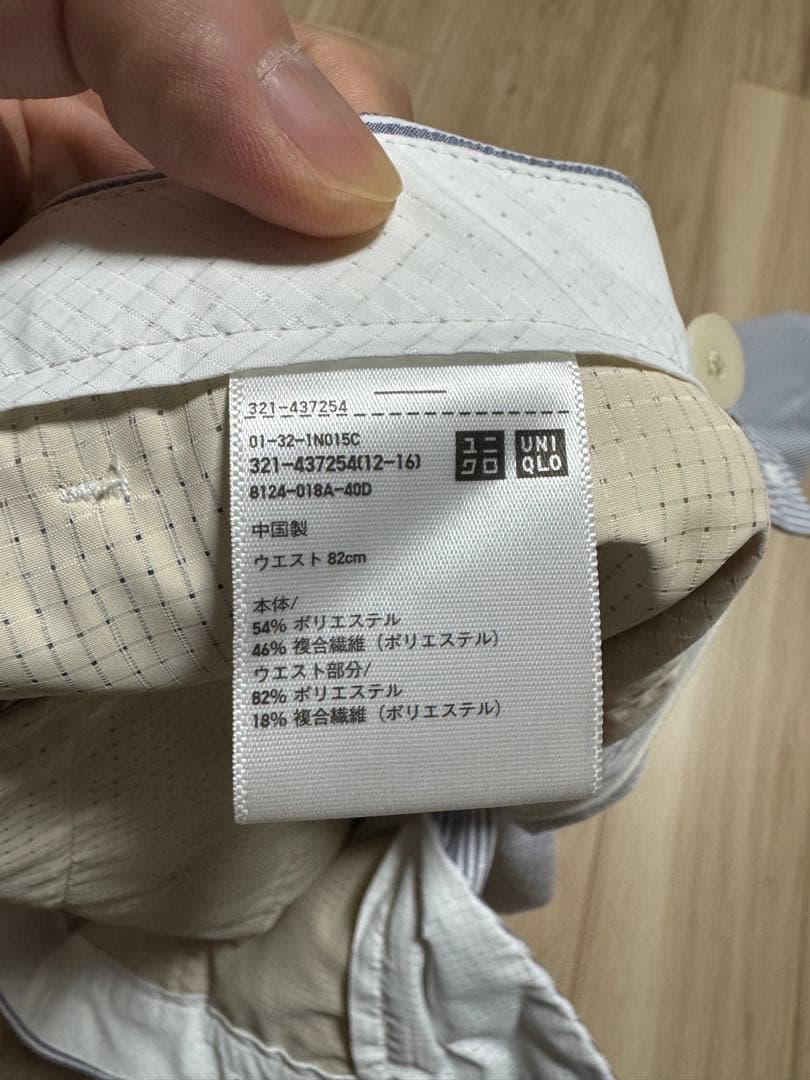 321-437254
01-32-1N015C
321-437254(12-16)
8124-018A-40D
ユニ
クロ
UNI
QLO
中国製
ウエスト 82cm
本体/
54% ポリエステル
46% 複合繊維（ポリエステル）
ウエスト部分/
82% ポリエステル
18% 複合繊維（ポリエステル）